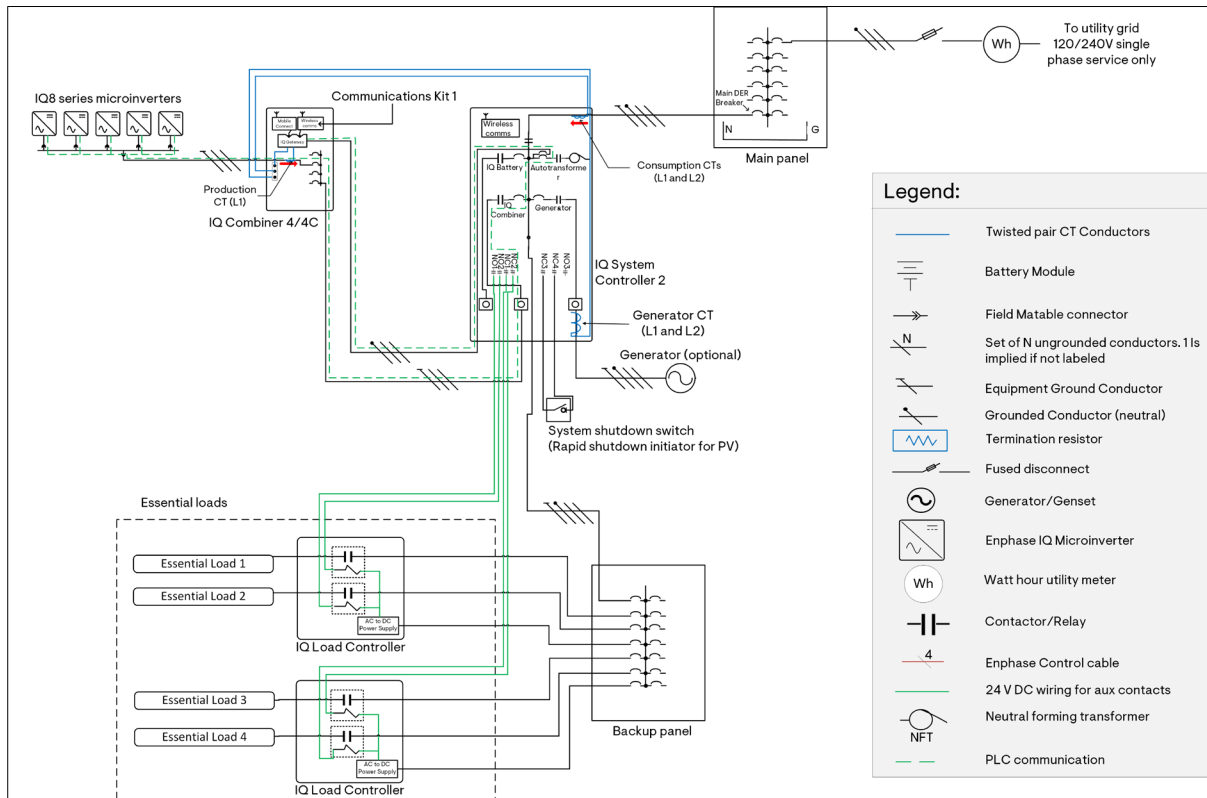 To utility grid
120/240V single
phase service only
Wh
Main DER
Breaker
N
G
Main panel
IQ8 series microinverters
Communications Kit 1
Mobile
Connect
Wireless
comms
IQ Gateway
Production
CT (L1)
IQ Combiner 4/4C
Wireless
comms
Consumption CTs
(L1 and L2)
IQ Battery
Autotransforme
r
IQ
Combiner
Generator
NO1
NO2
NC1
NC2
NC3
NC4
NO3
IQ System
Controller 2
Generator CT
(L1 and L2)
Generator (optional)
System shutdown switch
(Rapid shutdown initiator for PV)
Essential loads
Essential Load 1
Essential Load 2
AC to DC
Power Supply
IQ Load Controller
Essential Load 3
Essential Load 4
AC to DC
Power Supply
IQ Load Controller
Backup panel
Legend:
Twisted pair CT Conductors
Battery Module
Field Matable connector
N
Set of N ungrounded conductors. 1 Is
implied if not labeled
Equipment Ground Conductor
Grounded Conductor (neutral)
Termination resistor
Fused disconnect
Generator/Genset
Enphase IQ Microinverter
Wh
Watt hour utility meter
Contactor/Relay
4
Enphase Control cable
24 V DC wiring for aux contacts
Neutral forming transformer
NFT
PLC communication